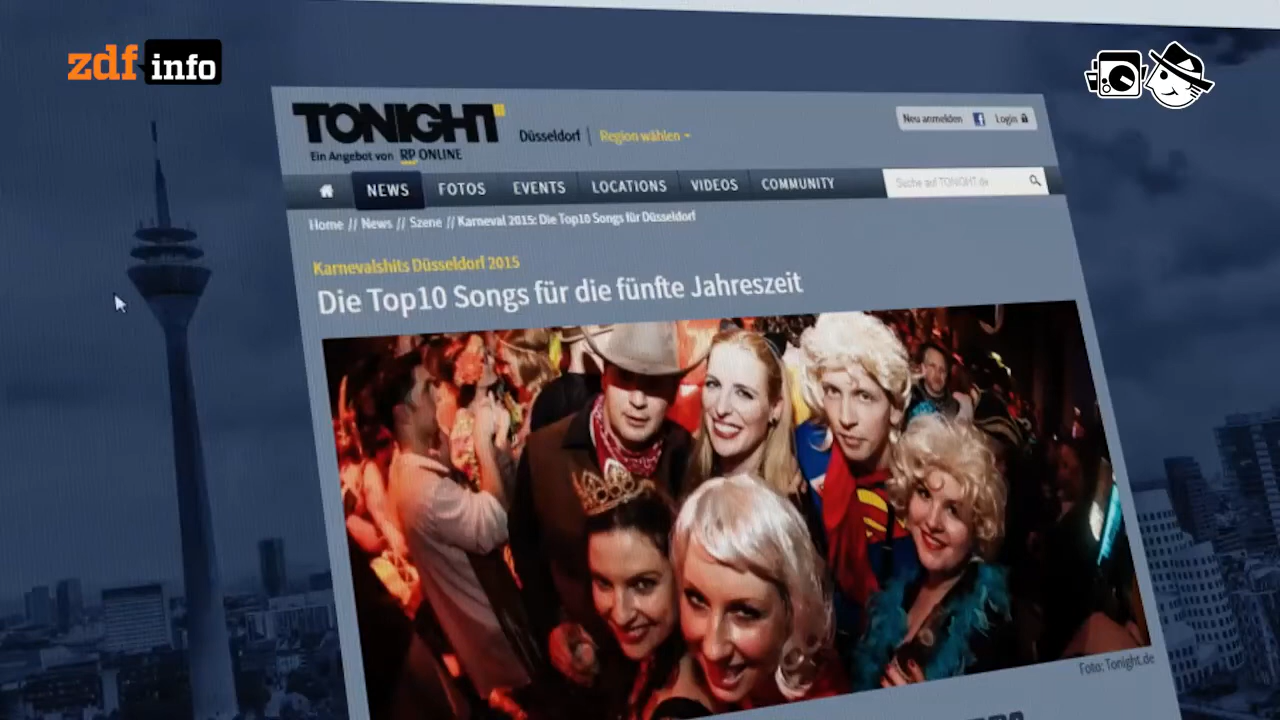 zdf info
TONIGHT
Düsseldorf
Region wählen
Neu anmelden
Login
Ein Angebot von RP ONLINE
NEWS
FOTOS
EVENTS
LOCATIONS
VIDEOS
COMMUNITY
Suche auf TONIGHT.de
Home // News // Szene // Karneval 2015: Die Top10 Songs für Düsseldorf
Karnevalshits Düsseldorf 2015
Die Top10 Songs für die fünfte Jahreszeit
Foto: Tonight.de